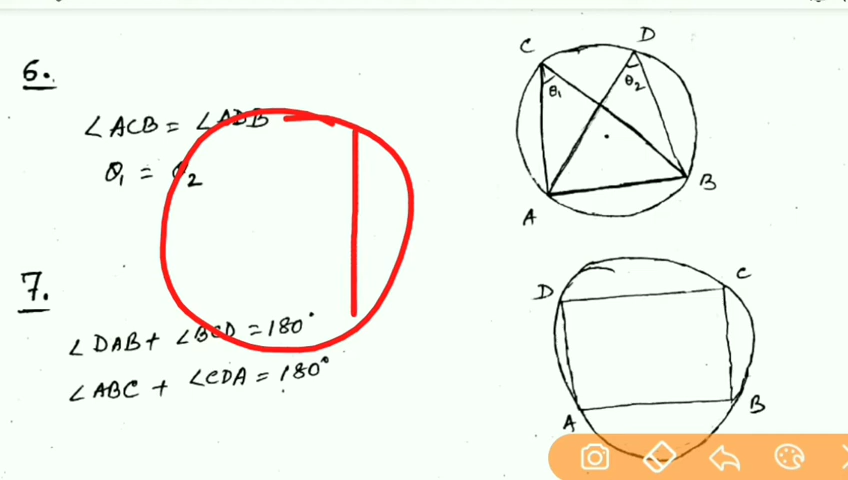 6.
∠ACB = ∠ADB
θ₁ = θ₂
C
D
θ₁
θ₂
A
B
7.
∠DAB + ∠BCD = 180°
∠ABC + ∠CDA = 180°
D
C
A
B